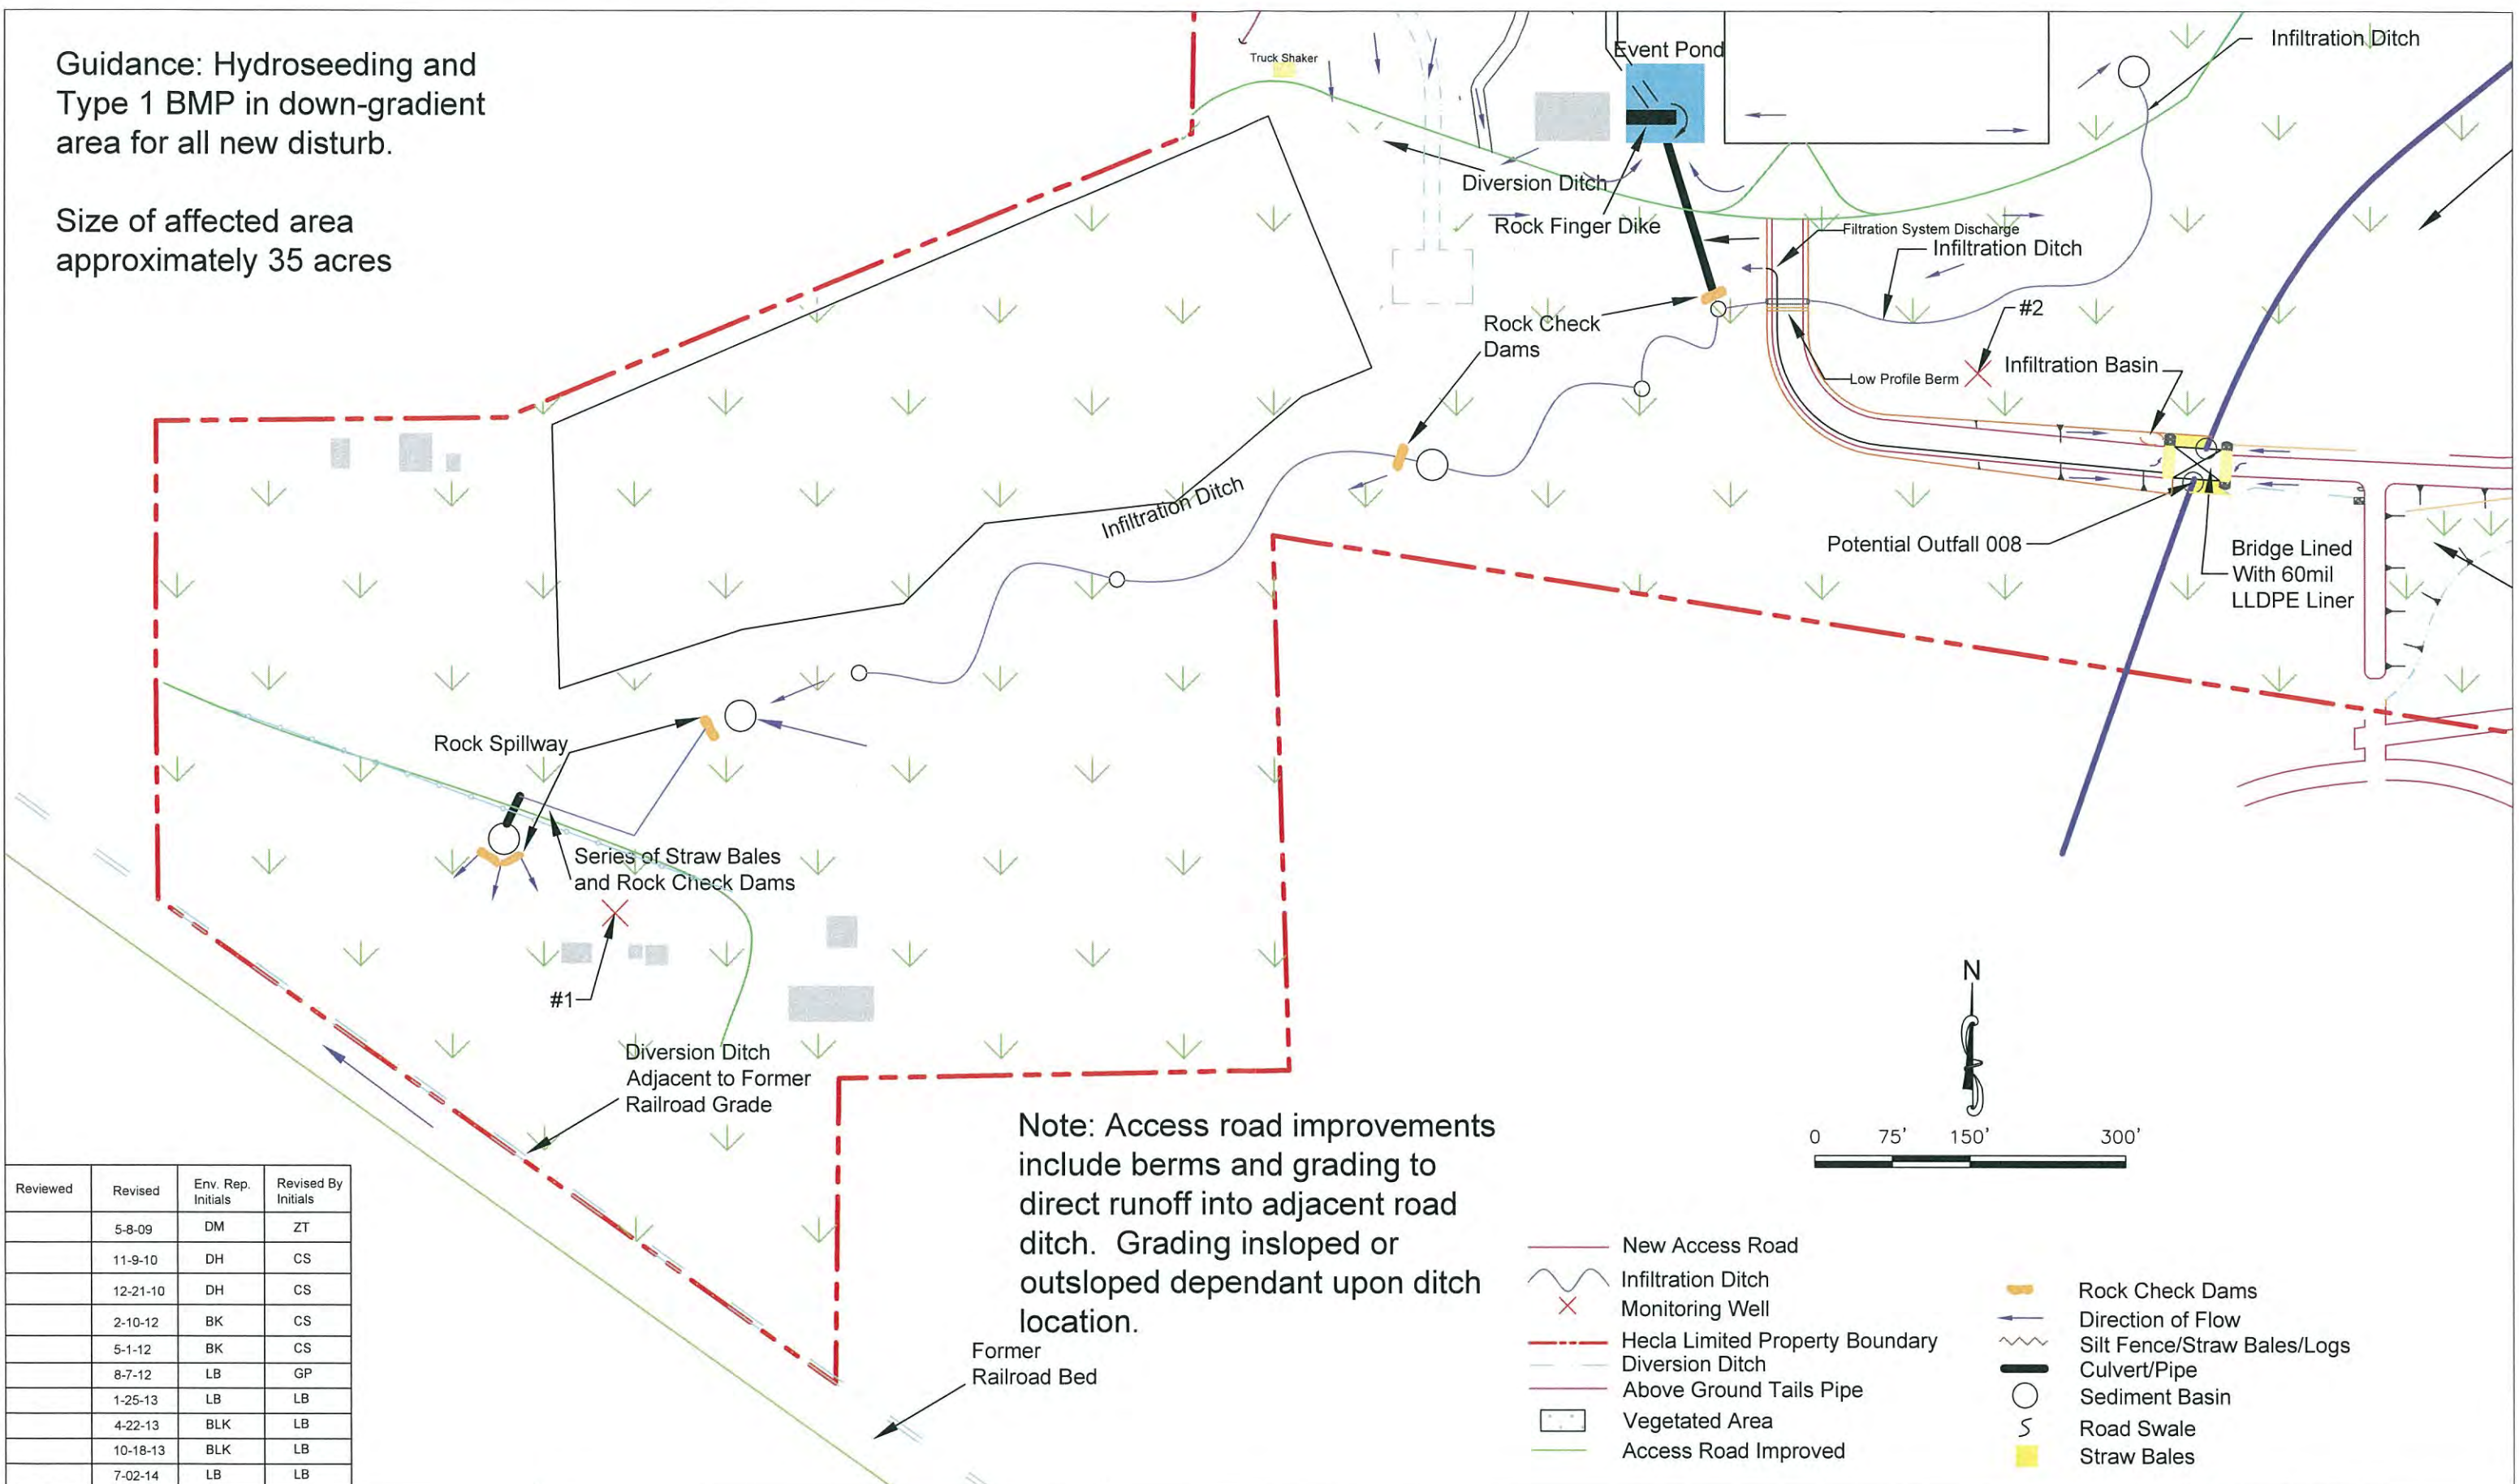 Guidance: Hydroseeding and
Type 1 BMP in down-gradient
area for all new disturb.
Size of affected area
approximately 35 acres
Truck Shaker
Event Pond
Infiltration Ditch
Diversion Ditch
Rock Finger Dike
Filtration System Discharge
Infiltration Ditch
#2
Rock Check
Dams
Low Profile Berm
Infiltration Basin
Infiltration Ditch
Potential Outfall 008
Bridge Lined
With 60mil
LLDPE Liner
Rock Spillway
Series of Straw Bales
and Rock Check Dams
#1
Diversion Ditch
Adjacent to Former
Railroad Grade
Note: Access road improvements
include berms and grading to
direct runoff into adjacent road
ditch. Grading insloped or
outsloped dependant upon ditch
location.
Former
Railroad Bed
N
0 75' 150' 300'
New Access Road
Infiltration Ditch
Monitoring Well
Hecla Limited Property Boundary
Diversion Ditch
Above Ground Tails Pipe
Vegetated Area
Access Road Improved
Rock Check Dams
Direction of Flow
Silt Fence/Straw Bales/Logs
Culvert/Pipe
Sediment Basin
Road Swale
Straw Bales
Reviewed Revised Env. Rep. Initials Revised By Initials
5-8-09 DM ZT
11-9-10 DH CS
12-21-10 DH CS
2-10-12 BK CS
5-1-12 BK CS
8-7-12 LB GP
1-25-13 LB LB
4-22-13 BLK LB
10-18-13 BLK LB
7-02-14 LB LB